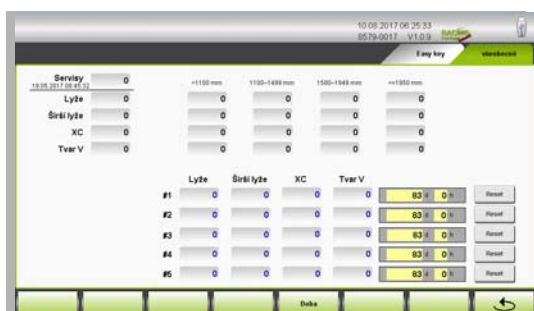 10.08.2017 06:25:33
8579-0017 V1.0.9
Easy key všeobecně
Servisy 0 <1100 mm 1100-1499 mm 1500-1949 mm >=1950 mm
19.05.2017 08:45:32
Lyže 0 0 0 0 0
Širší lyže 0 0 0 0 0
XC 0 0 0 0 0
Tvar V 0 0 0 0 0
Lyže Širší lyže XC Tvar V
#1 0 0 0 0 83 d 0 h Reset
#2 0 0 0 0 83 d 0 h Reset
#3 0 0 0 0 83 d 0 h Reset
#4 0 0 0 0 83 d 0 h Reset
#5 0 0 0 0 83 d 0 h Reset
Doba